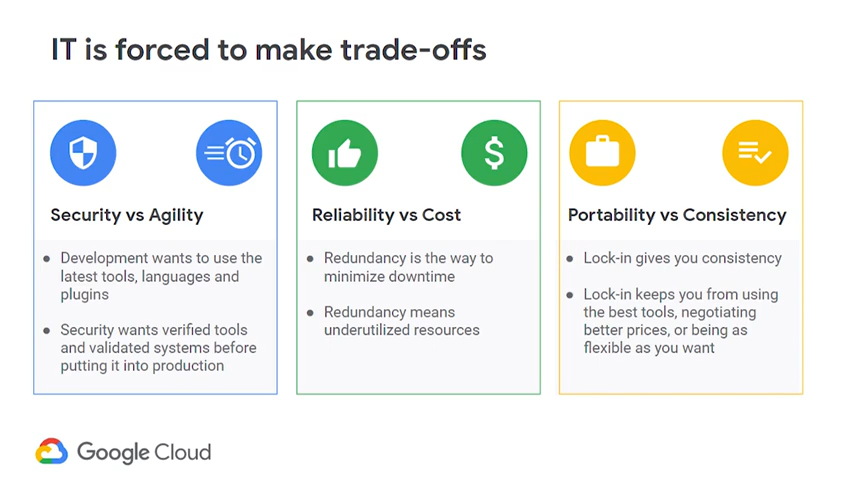 IT is forced to make trade-offs
Security vs Agility
Development wants to use the
latest tools, languages and
plugins
Security wants verified tools
and validated systems before
putting it into production
$
Reliability vs Cost
Redundancy is the way to
minimize downtime
Redundancy means
underutilized resources
Portability vs Consistency
Lock-in gives you consistency
Lock-in keeps you from using
the best tools, negotiating
better prices, or being as
flexible as you want
Google Cloud